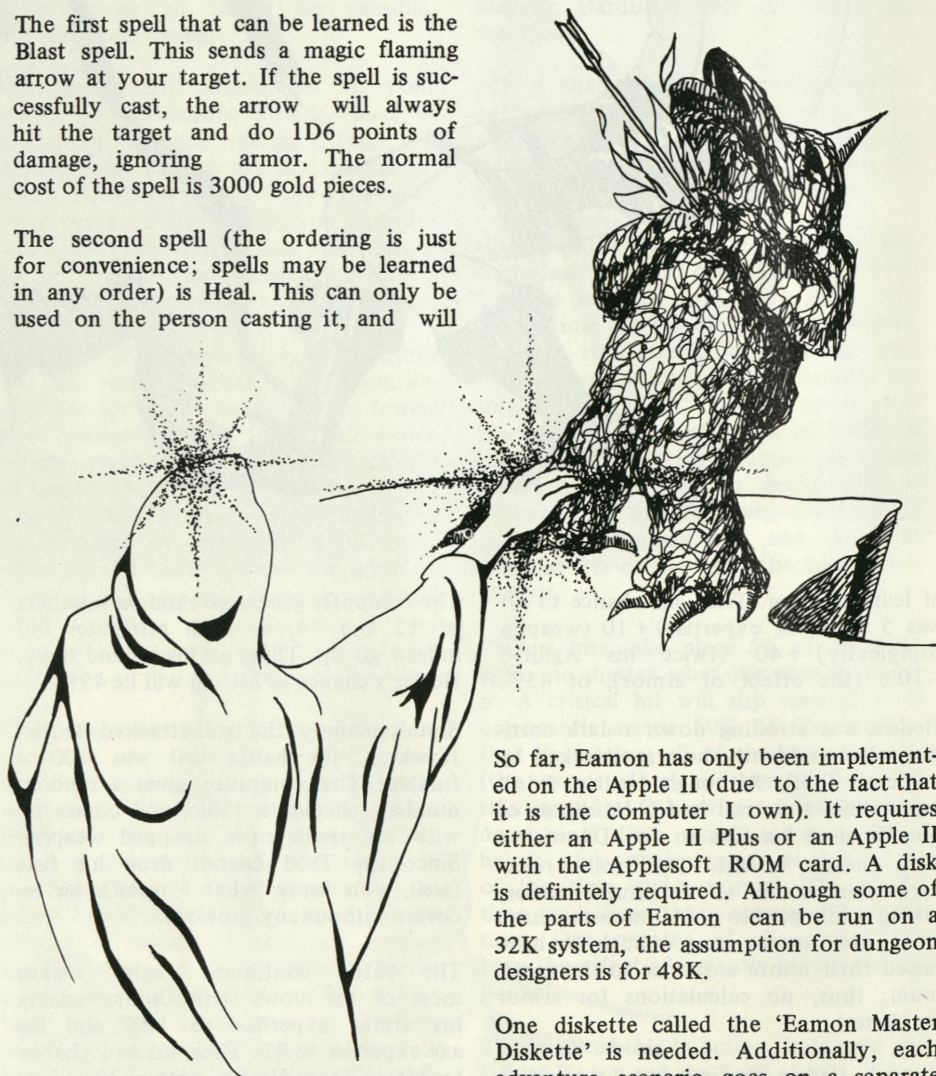 The first spell that can be learned is the
Blast spell. This sends a magic flaming
arrow at your target. If the spell is suc-
cessfully cast, the arrow will always
hit the target and do 1D6 points of
damage, ignoring armor. The normal
cost of the spell is 3000 gold pieces.
The second spell (the ordering is just
for convenience; spells may be learned
in any order) is Heal. This can only be
used on the person casting it, and will
So far, Eamon has only been implement-
ed on the Apple II (due to the fact that
it is the computer I own). It requires
either an Apple II Plus or an Apple II
with the Applesoft ROM card. A disk
is definitely required. Although some of
the parts of Eamon can be run on a
32K system, the assumption for dungeon
designers is for 48K.
One diskette called the ‘Eamon Master
Diskette’ is needed. Additionally, each
adventure scenario goes on a separate